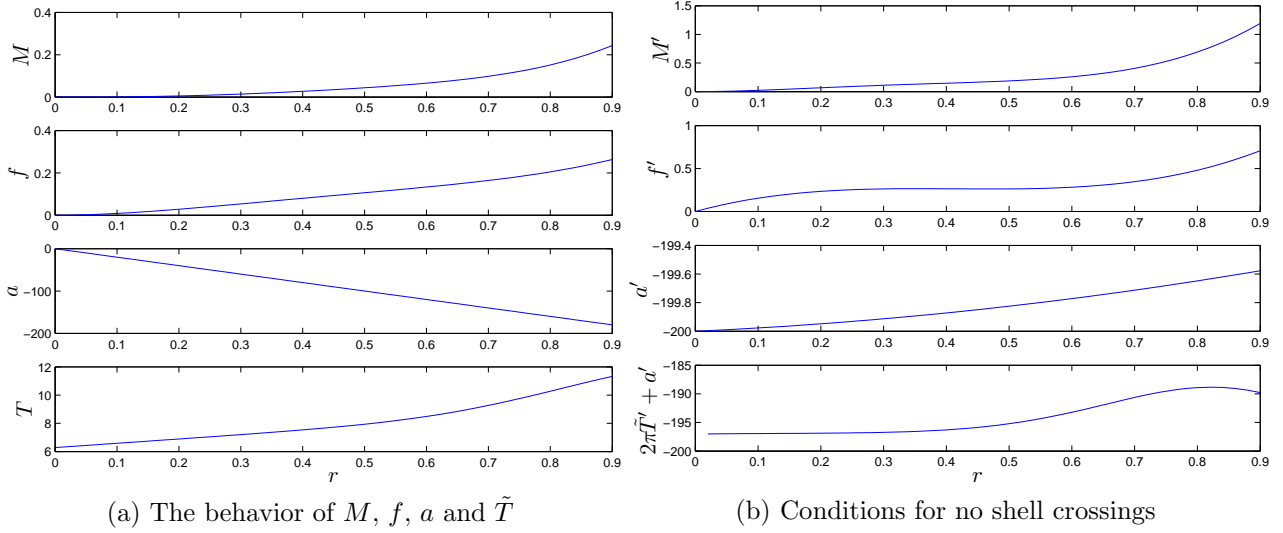 0.4
0.2
0
M
0 0.1 0.2 0.3 0.4 0.5 0.6 0.7 0.8 0.9
0.4
0.2
0
f
0 0.1 0.2 0.3 0.4 0.5 0.6 0.7 0.8 0.9
0
−100
−200
a
0 0.1 0.2 0.3 0.4 0.5 0.6 0.7 0.8 0.9
12
10
8
6
T
0 0.1 0.2 0.3 0.4 0.5 0.6 0.7 0.8 0.9
r
(a) The behavior of M, f, a and T̃
1.5
1
0.5
0
M′
0 0.1 0.2 0.3 0.4 0.5 0.6 0.7 0.8 0.9
1
0.5
0
f′
0 0.1 0.2 0.3 0.4 0.5 0.6 0.7 0.8 0.9
−199.4
−199.6
−199.8
−200
a′
0 0.1 0.2 0.3 0.4 0.5 0.6 0.7 0.8 0.9
−185
−190
−195
−200
2πT̃′ + a′
0 0.1 0.2 0.3 0.4 0.5 0.6 0.7 0.8 0.9
r
(b) Conditions for no shell crossings